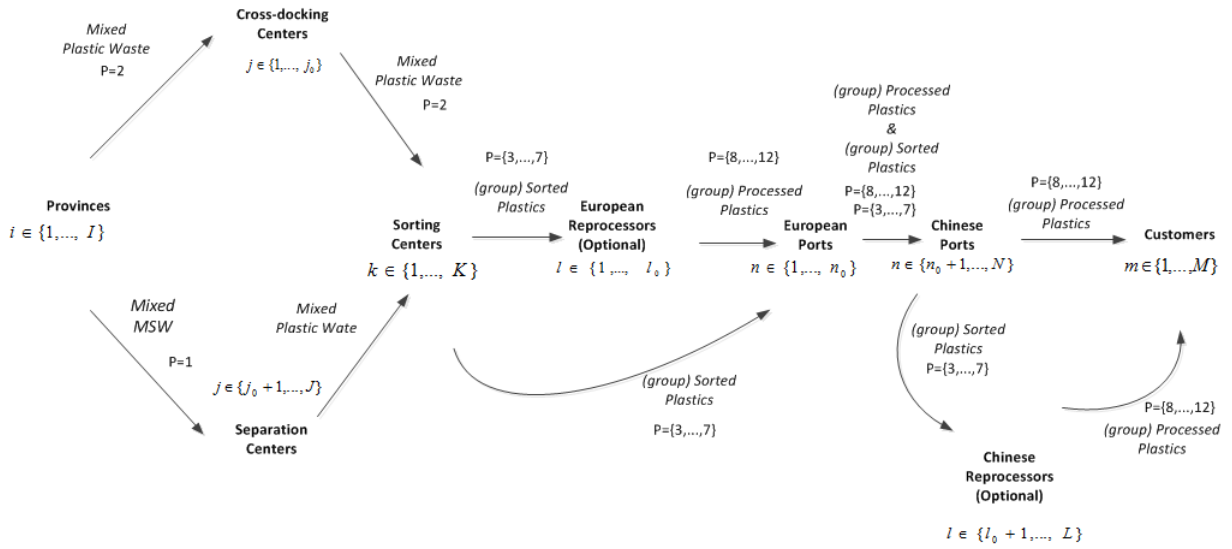 Cross-docking
Centers
j ∈ {1,..., j₀}
Mixed
Plastic Waste
P=2
Mixed
Plastic Waste
P=2
Provinces
i ∈ {1,..., I}
Mixed
MSW
P=1
j ∈ {j₀ +1,..., J}
Separation
Centers
Mixed
Plastic Wate
Sorting
Centers
k ∈ {1,..., K}
P={3,...,7}
(group) Sorted
Plastics
European
Reprocessors
(Optional)
l ∈ {1,..., l₀}
(group) Sorted
Plastics
P={3,...,7}
P={8,...,12}
(group) Processed
Plastics
European
Ports
n ∈ {1,..., n₀}
(group) Processed
Plastics
&
(group) Sorted
Plastics
P={8,...,12}
P={3,...,7}
Chinese
Ports
n ∈ {n₀ +1,..., N}
P={8,...,12}
(group) Processed
Plastics
Customers
m ∈ {1,..., M}
(group) Sorted
Plastics
P={3,...,7}
Chinese
Reprocessors
(Optional)
l ∈ {l₀ +1,..., L}
P={8,...,12}
(group) Processed
Plastics